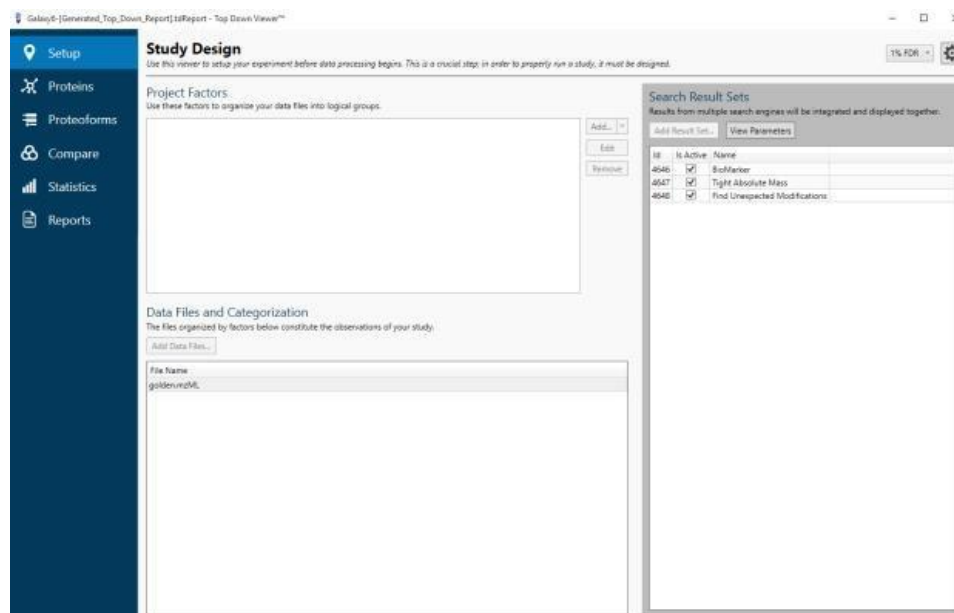 Galaxy6-[Generated_Top_Down_Report].tdReport - Top Down Viewer™
Setup
Proteins
Proteoforms
Compare
Statistics
Reports
Study Design
Use this viewer to setup your experiment before data processing begins. This is a crucial step; in order to properly run a study, it must be designed.
1% FDR
Project Factors
Use these factors to organize your data files into logical groups.
Add...
Edit
Remove
Data Files and Categorization
The files organized by factors below constitute the observations of your study.
Add Data Files...
File Name
golden.mzML
Search Result Sets
Results from multiple search engines will be integrated and displayed together.
Add Result Set...
View Parameters
Id Is Active Name
4646 BioMarker
4647 Tight Absolute Mass
4648 Find Unexpected Modifications